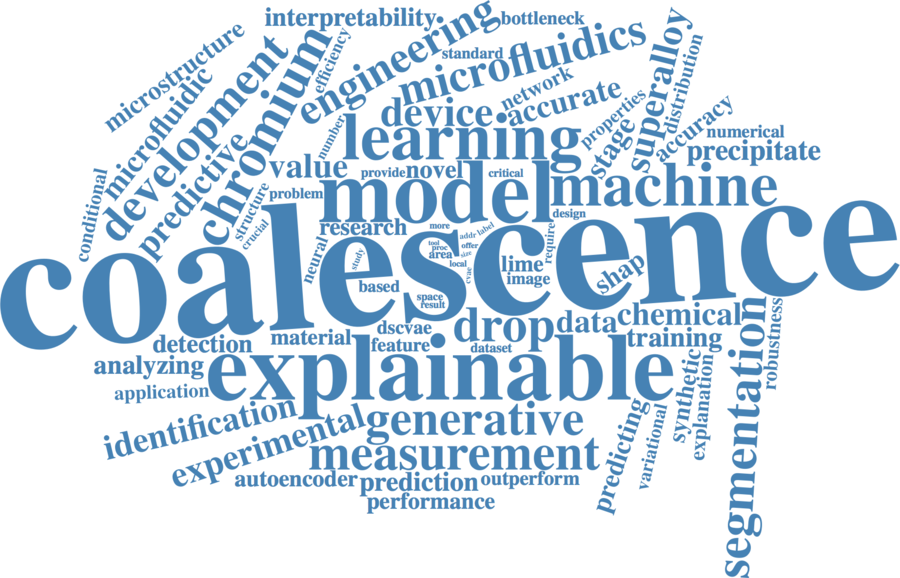 interpretability
bottleneck
engineering
standard
microstructure
efficiency
microfluidics
superalloy
distribution
microfluidic
development
chromium
network
device
accurate
properties
number
learning
stage
accuracy
numerical
precipitate
predictive
value
provide
novel
critical
conditional
structure
problem
model
machine
crucial
research
more
design
addr
label
neural
study
tool
proc
area
offer
size
local
cvae
require
lime
image
shap
coalescence
based
space
result
dscvae
drop
data
chemical
detection
material
feature
dataset
training
robustness
analyzing
explainable
application
synthetic
explanation
identification
experimental
generative
predicting
variational
segmentation
measurement
autoencoder
prediction
outperform
performance